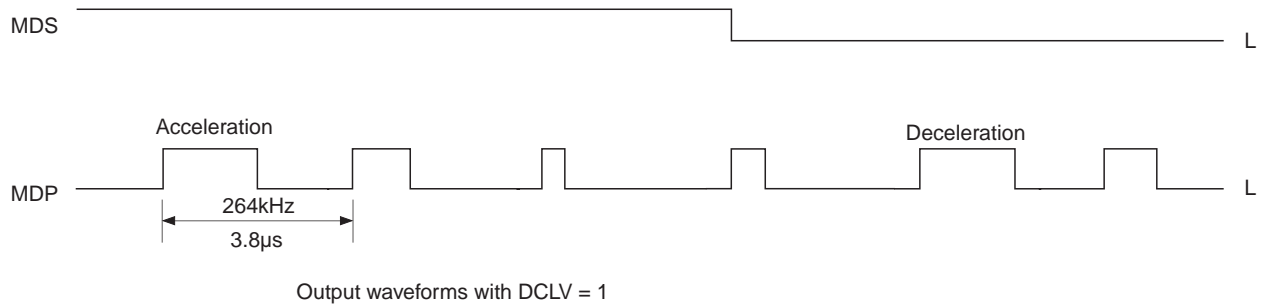 MDS
L
Acceleration
Deceleration
MDP
L
264kHz
3.8µs
Output waveforms with DCLV = 1